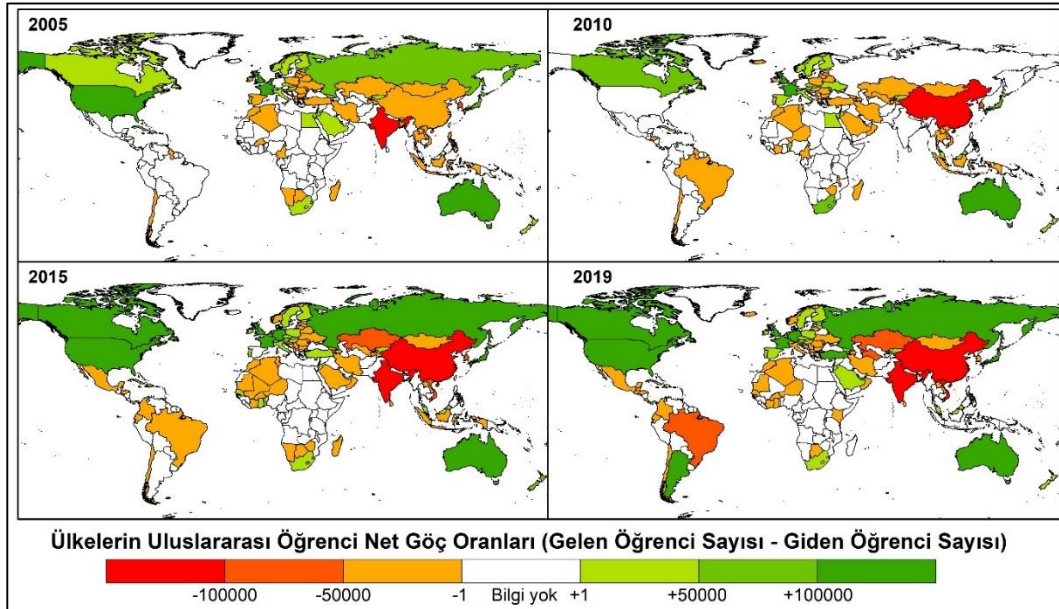 2005
2010
2015
2019
Ülkelerin Uluslararası Öğrenci Net Göç Oranları (Gelen Öğrenci Sayısı - Giden Öğrenci Sayısı)
-100000 -50000 -1 Bilgi yok +1 +50000 +100000